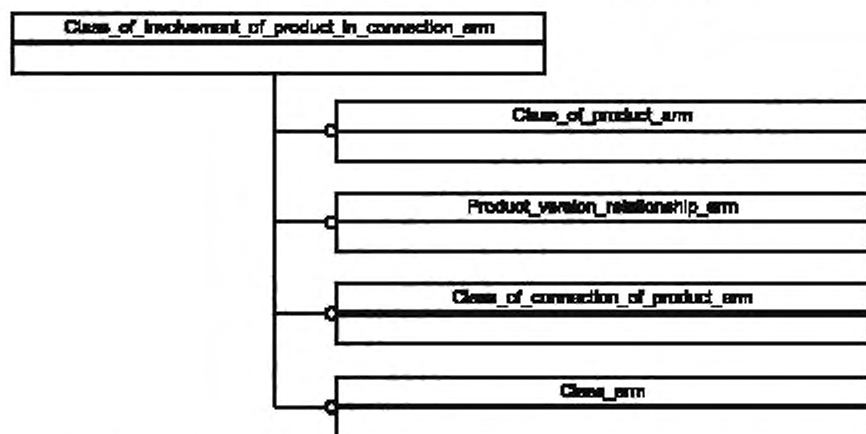 Class_of_involvement_of_product_in_connection_arm
Class_of_product_arm
Product_version_relationship_arm
Class_of_connection_of_product_arm
Class_arm